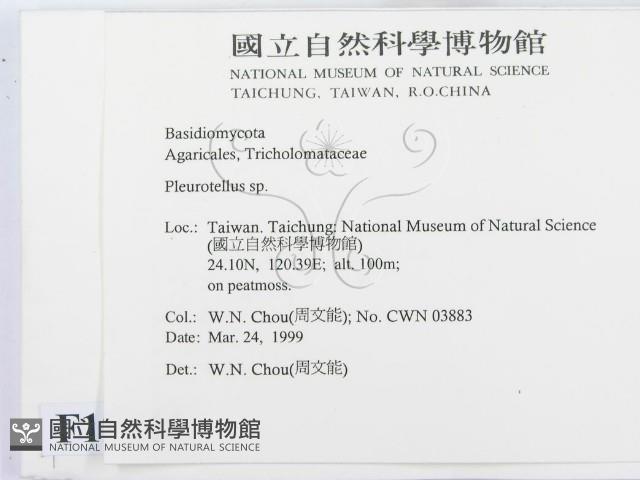 國立自然科學博物館
NATIONAL MUSEUM OF NATURAL SCIENCE
TAICHUNG, TAIWAN, R.O.CHINA
Basidiomycota
Agaricales, Tricholomataceae
Pleurotellus sp.
Loc.: Taiwan. Taichung; National Museum of Natural Science
(國立自然科學博物館)
24.10N, 120.39E; alt. 100m;
on peatmoss.
Col.: W.N. Chou(周文能); No. CWN 03883
Date: Mar. 24, 1999
Det.: W.N. Chou(周文能)
F1
國立自然科學博物館
NATIONAL MUSEUM OF NATURAL SCIENCE